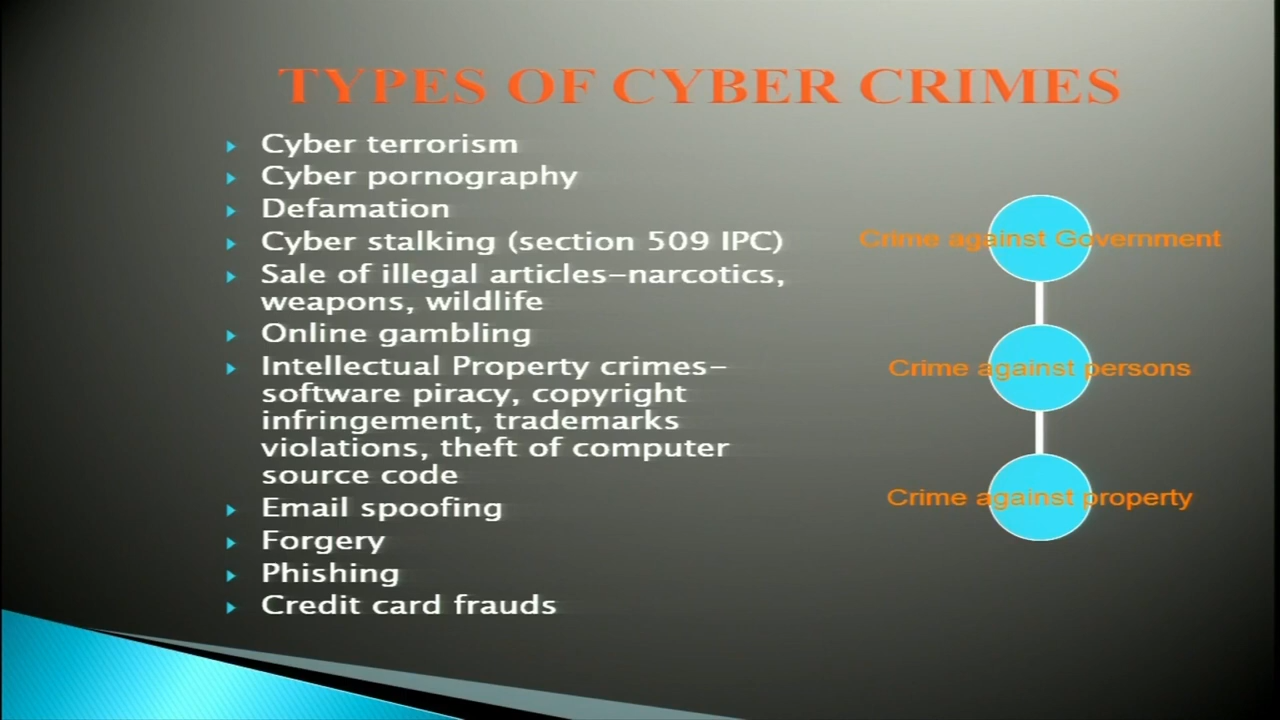 TYPES OF CYBER CRIMES
Cyber terrorism
Cyber pornography
Defamation
Cyber stalking (section 509 IPC)
Sale of illegal articles-narcotics,
weapons, wildlife
Online gambling
Intellectual Property crimes-
software piracy, copyright
infringement, trademarks
violations, theft of computer
source code
Email spoofing
Forgery
Phishing
Credit card frauds
Crime against Government
Crime against persons
Crime against property